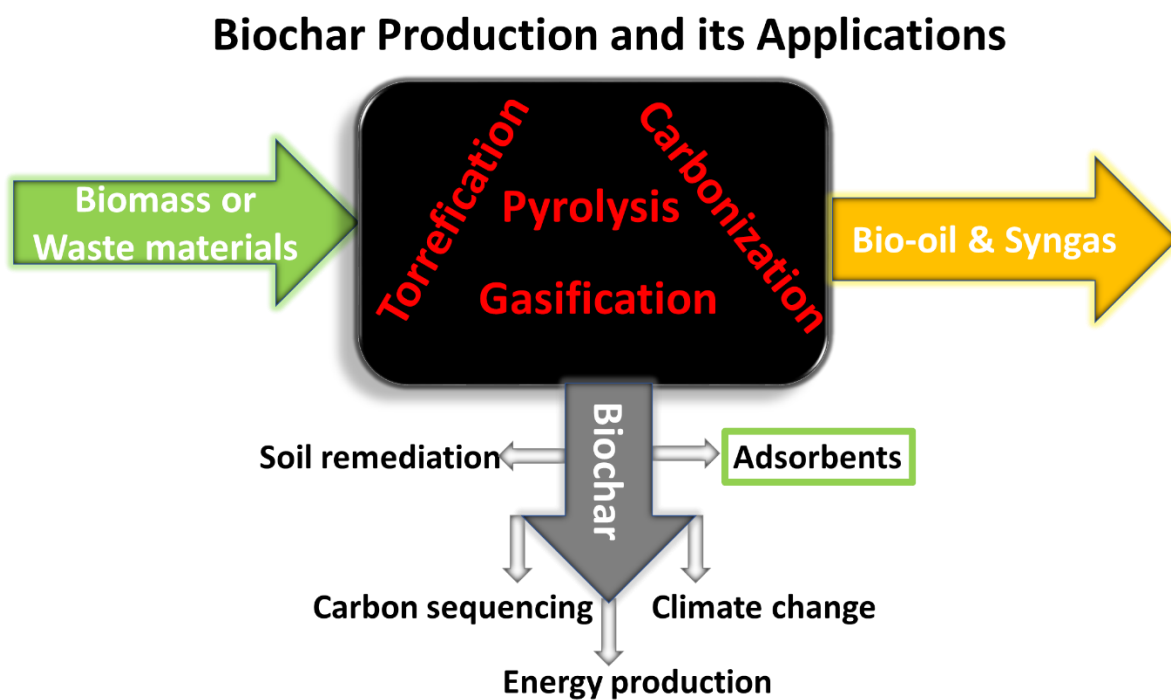 Biochar Production and its Applications
Biomass or
Waste materials
Torrefication
Pyrolysis
Gasification
Carbonization
Bio-oil & Syngas
Biochar
Soil remediation
Adsorbents
Carbon sequencing
Climate change
Energy production